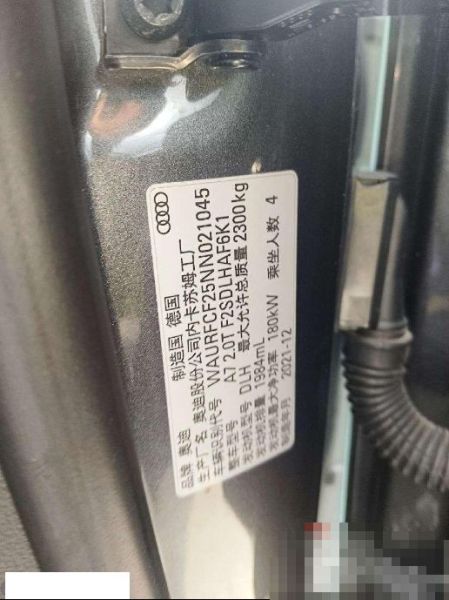 品牌 奥迪 制造国 德国
生产厂名 奥迪股份公司内卡苏姆工厂
车辆识别代号 WAURFCF25NN021045
整车型号 A7 2.0T F2SDLHAF6K1
发动机型号 DLH 最大允许总质量 2300kg
发动机排量 1984mL
发动机最大净功率 180kW 乘坐人数 4
制造年月 2021-12